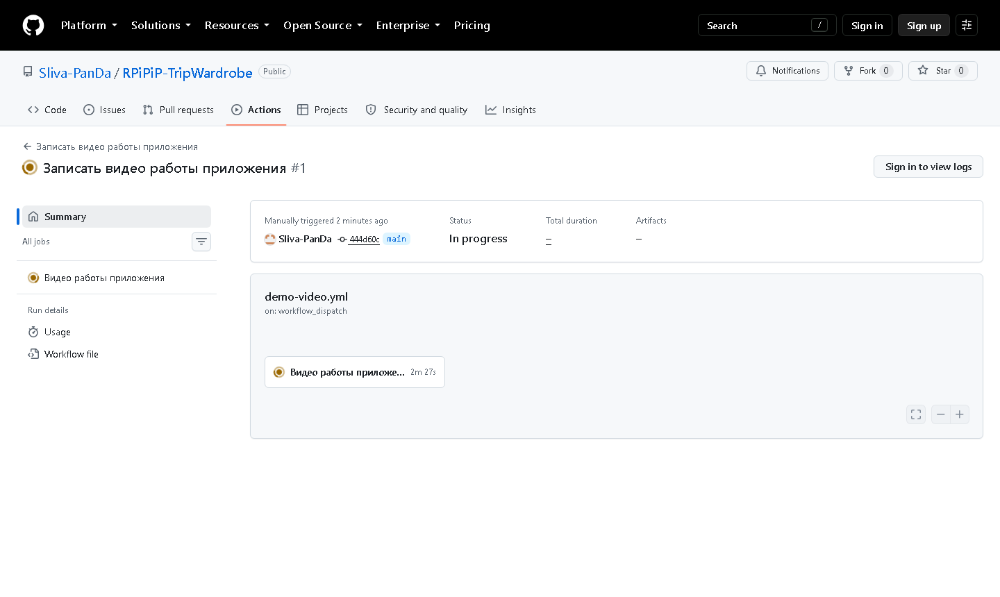 Platform Solutions Resources Open Source Enterprise Pricing Search / Sign in Sign up
Sliva-PanDa / RPiPiP-TripWardrobe Public Notifications Fork 0 Star 0
Code Issues Pull requests Actions Projects Security and quality Insights
Записать видео работы приложения
Записать видео работы приложения #1
Sign in to view logs
Summary
All jobs
Видео работы приложения
Run details
Usage
Workflow file
Manually triggered 2 minutes ago Status Total duration Artifacts
Sliva-PanDa 444d60c main In progress – –
demo-video.yml
on: workflow_dispatch
Видео работы приложе... 2m 27s